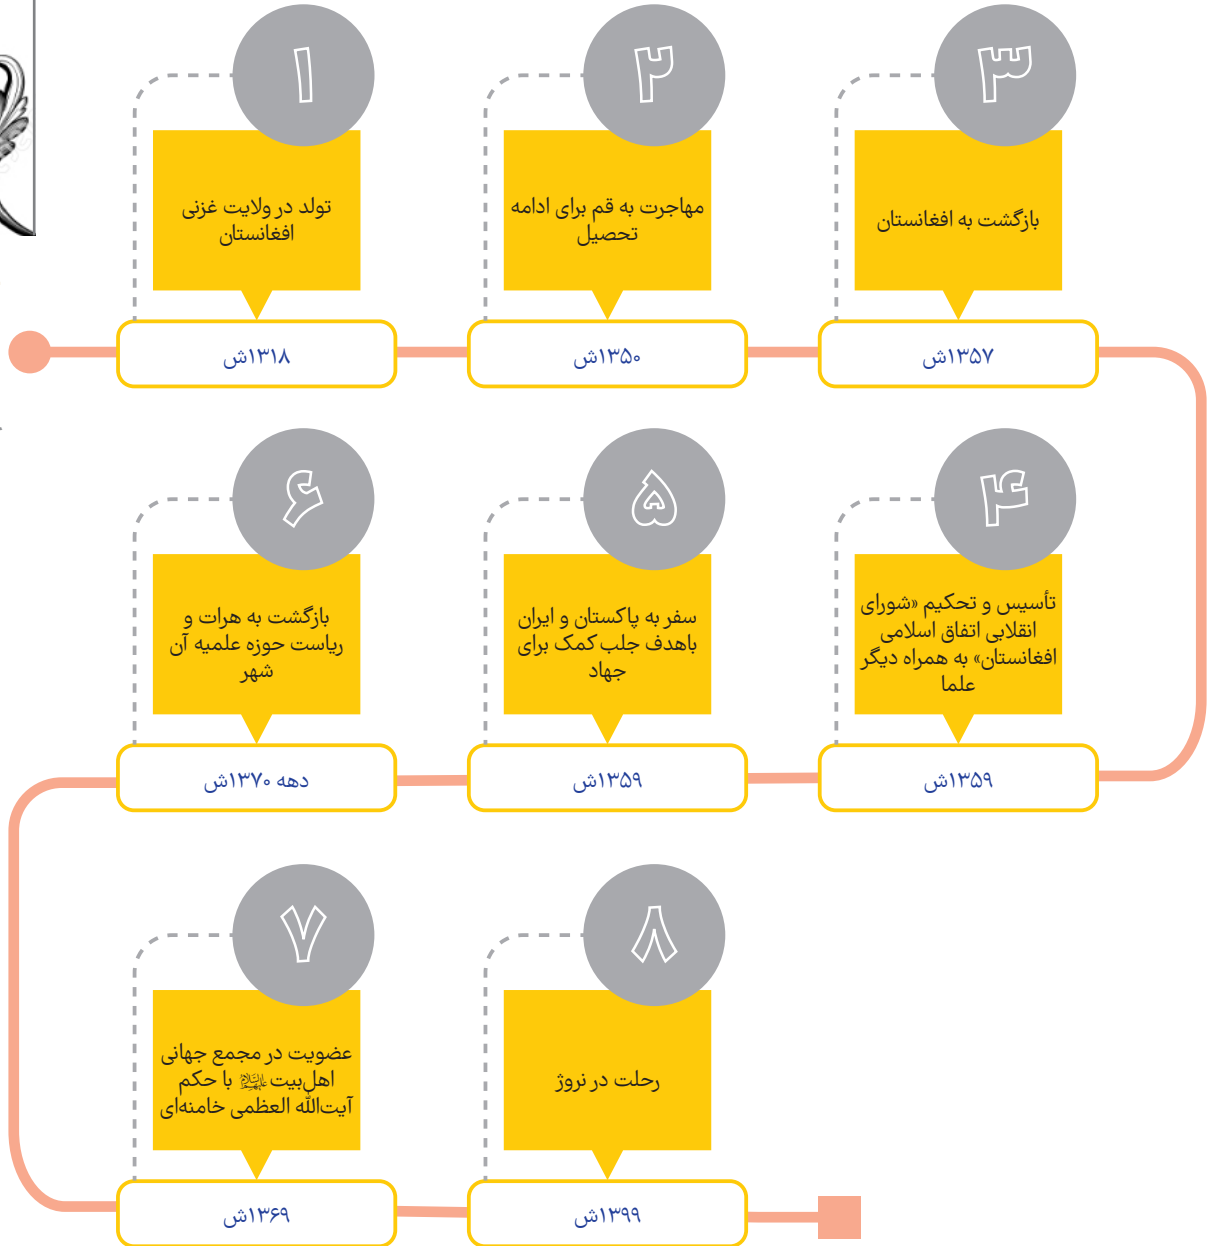 ۱
تولد در ولایت غزنی
افغانستان
۱۳۱۸ش
۲
مهاجرت به قم برای ادامه
تحصیل
۱۳۵۰ش
۳
بازگشت به افغانستان
۱۳۵۷ش
۴
تأسیس و تحکیم «شورای
انقلابی اتفاق اسلامی
افغانستان» به همراه دیگر
علما
۱۳۵۹ش
۵
سفر به پاکستان و ایران
باهدف جلب کمک برای
جهاد
۱۳۵۹ش
۶
بازگشت به هرات و
ریاست حوزه علمیه آن
شهر
دهه ۱۳۷۰ش
۷
عضویت در مجمع جهانی
اهل‌بیت علیهم‌السلام با حکم
آیت‌الله العظمی خامنه‌ای
۱۳۶۹ش
۸
رحلت در نروژ
۱۳۹۹ش